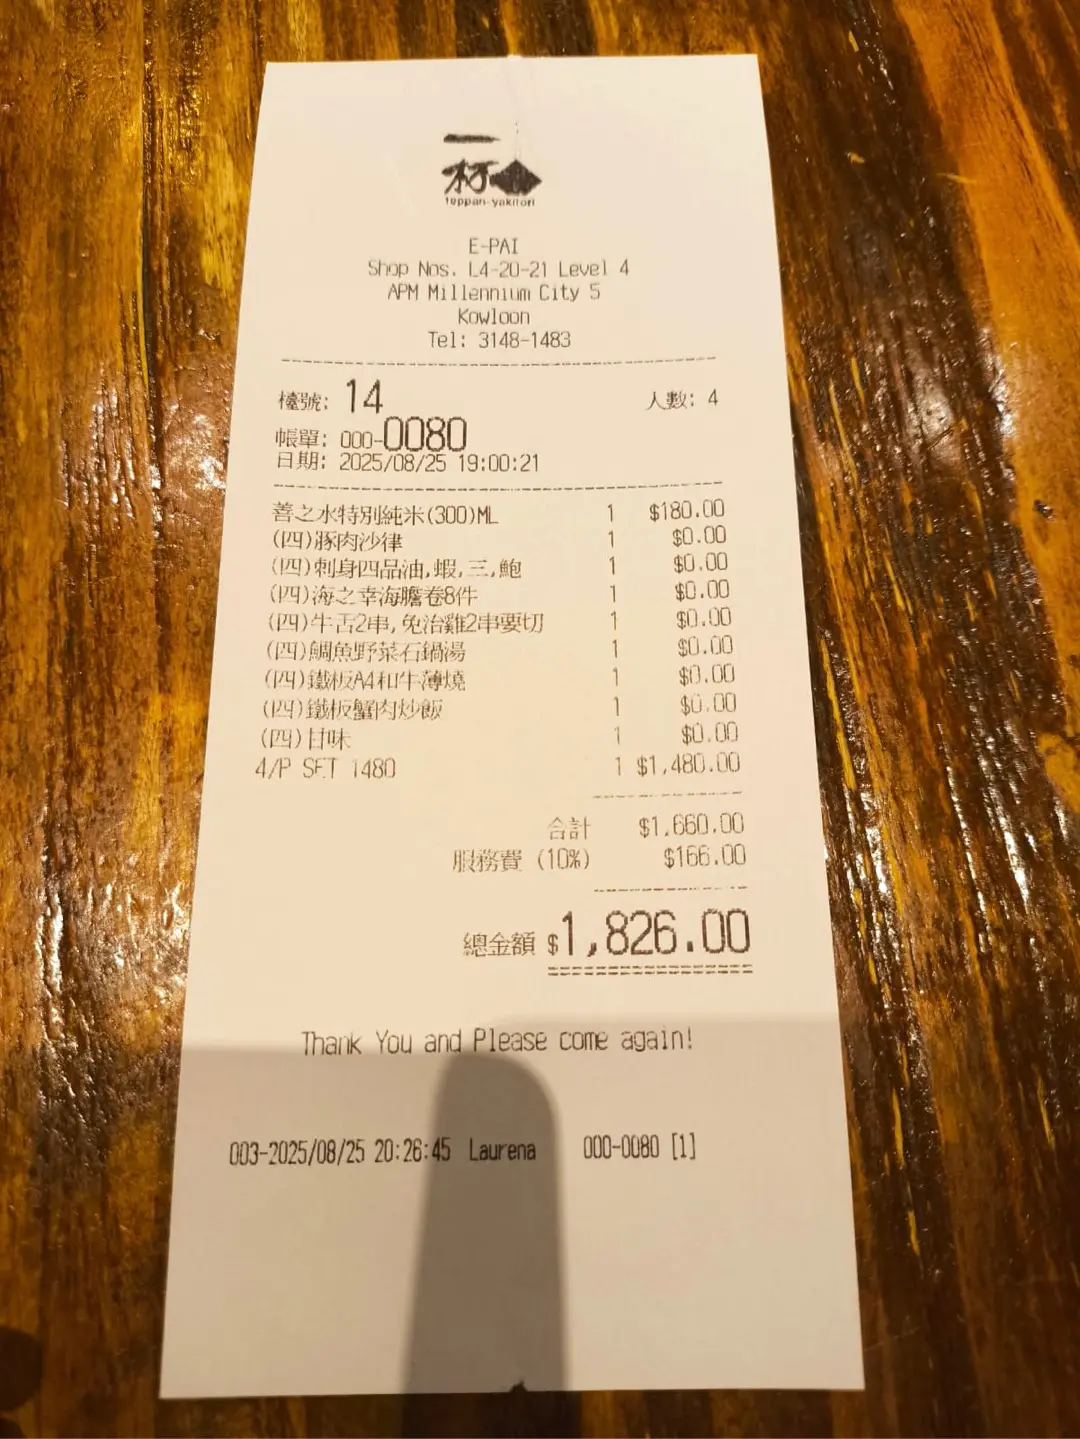 一
杯
teppan-yakitori
E-PAI
Shop Nos. L4-20-21 Level 4
APM Millennium City 5
Kowloon
Tel: 3148-1483
檯號: 14 人數: 4
帳單: 000-0080
日期: 2025/08/25 19:00:21
善之水特別純米(300)ML 1 $180.00
(四)豚肉沙律 1 $0.00
(四)刺身四品油,蝦,三,鮑 1 $0.00
(四)海之幸海膽卷8件 1 $0.00
(四)牛舌2串,免治雞2串要切 1 $0.00
(四)鯛魚野菜石鍋湯 1 $0.00
(四)鐵板A4和牛薄燒 1 $0.00
(四)鐵板蟹肉炒飯 1 $0.00
(四)甘味 1 $0.00
4/P SET 1480 1 $1,480.00
合計 $1,660.00
服務費 (10%) $166.00
總金額 $1,826.00
Thank You and Please come again!
003-2025/08/25 20:26:45 Laurena 000-0080 [1]